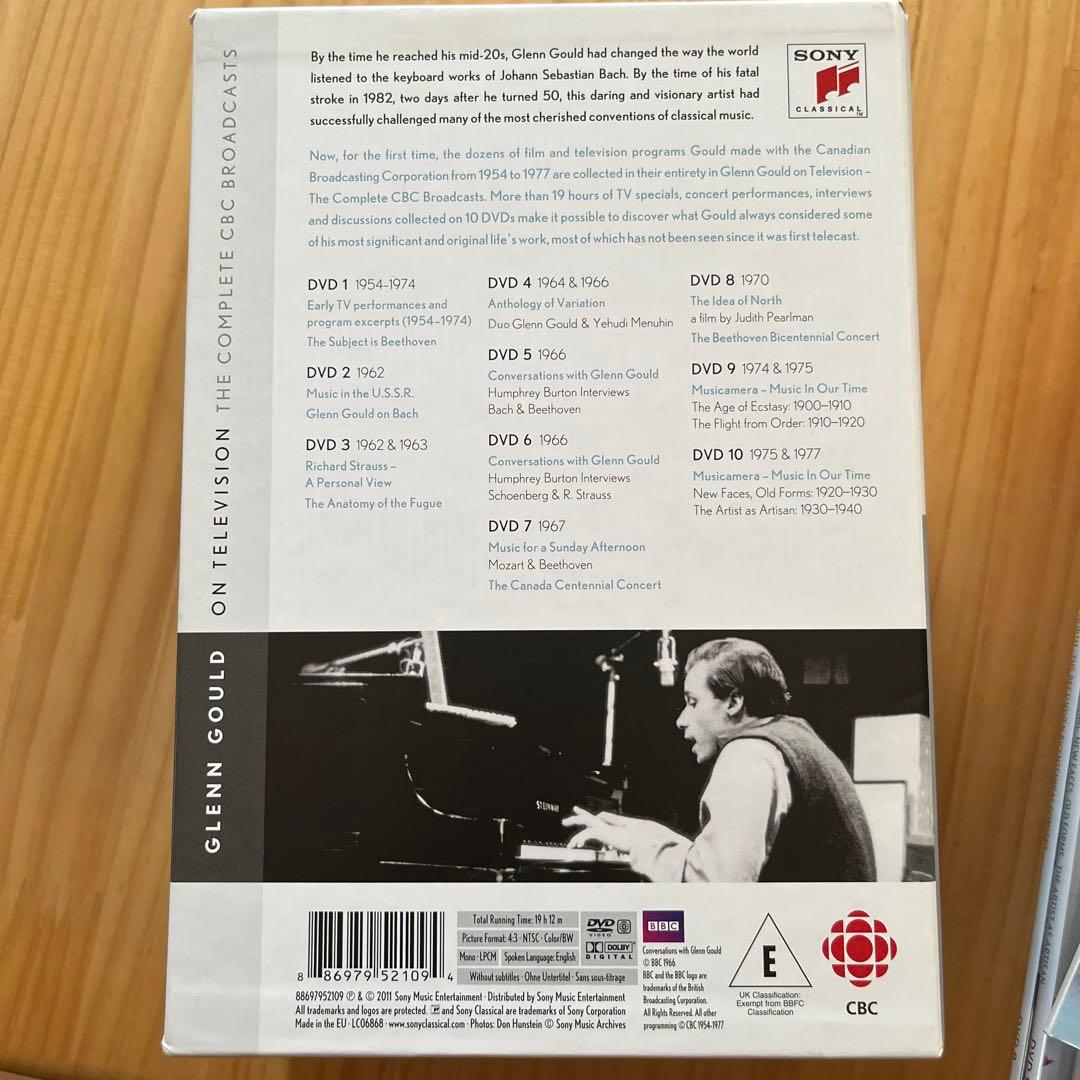 GLENN GOULD ON TELEVISION THE COMPLETE CBC BROADCASTS
By the time he reached his mid-20s, Glenn Gould had changed the way the world
listened to the keyboard works of Johann Sebastian Bach. By the time of his fatal
stroke in 1982, two days after he turned 50, this daring and visionary artist had
successfully challenged many of the most cherished conventions of classical music.
SONY
CLASSICAL™
Now, for the first time, the dozens of film and television programs Gould made with the Canadian
Broadcasting Corporation from 1954 to 1977 are collected in their entirety in Glenn Gould on Television –
The Complete CBC Broadcasts. More than 19 hours of TV specials, concert performances, interviews
and discussions collected on 10 DVDs make it possible to discover what Gould always considered some
of his most significant and original life's work, most of which has not been seen since it was first telecast.
DVD 1 1954-1974
Early TV performances and
program excerpts (1954–1974)
The Subject is Beethoven
DVD 2 1962
Music in the U.S.S.R.
Glenn Gould on Bach
DVD 3 1962 & 1963
Richard Strauss –
A Personal View
The Anatomy of the Fugue
DVD 4 1964 & 1966
Anthology of Variation
Duo Glenn Gould & Yehudi Menuhin
DVD 5 1966
Conversations with Glenn Gould
Humphrey Burton Interviews
Bach & Beethoven
DVD 6 1966
Conversations with Glenn Gould
Humphrey Burton Interviews
Schoenberg & R. Strauss
DVD 7 1967
Music for a Sunday Afternoon
Mozart & Beethoven
The Canada Centennial Concert
DVD 8 1970
The Idea of North
a film by Judith Pearlman
The Beethoven Bicentennial Concert
DVD 9 1974 & 1975
Musicamera – Music In Our Time
The Age of Ecstasy: 1900–1910
The Flight from Order: 1910–1920
DVD 10 1975 & 1977
Musicamera – Music In Our Time
New Faces, Old Forms: 1920–1930
The Artist as Artisan: 1930–1940
STEINWAY
8 86979 52109 4
Total Running Time: 19 h 12 m
Picture Format: 4:3 · NTSC · Color/BW
Mono · LPCM Spoken Language: English
Without subtitles · Ohne Untertitel · Sans sous-titrage
DVD
VIDEO
DOLBY
DIGITAL
88697952109 ℗ & © 2011 Sony Music Entertainment · Distributed by Sony Music Entertainment
All trademarks and logos are protected. and Sony Classical are trademarks of Sony Corporation
Made in the EU · LC06868 · www.sonyclassical.com · Photos: Don Hunstein © Sony Music Archives
BBC
Conversations with Glenn Gould
© BBC 1966
BBC and the BBC logo are
trademarks of the British
Broadcasting Corporation.
All Rights Reserved. All other
programming © CBC 1954-1977
E
UK Classification:
Exempt from BBFC
Classification
CBC